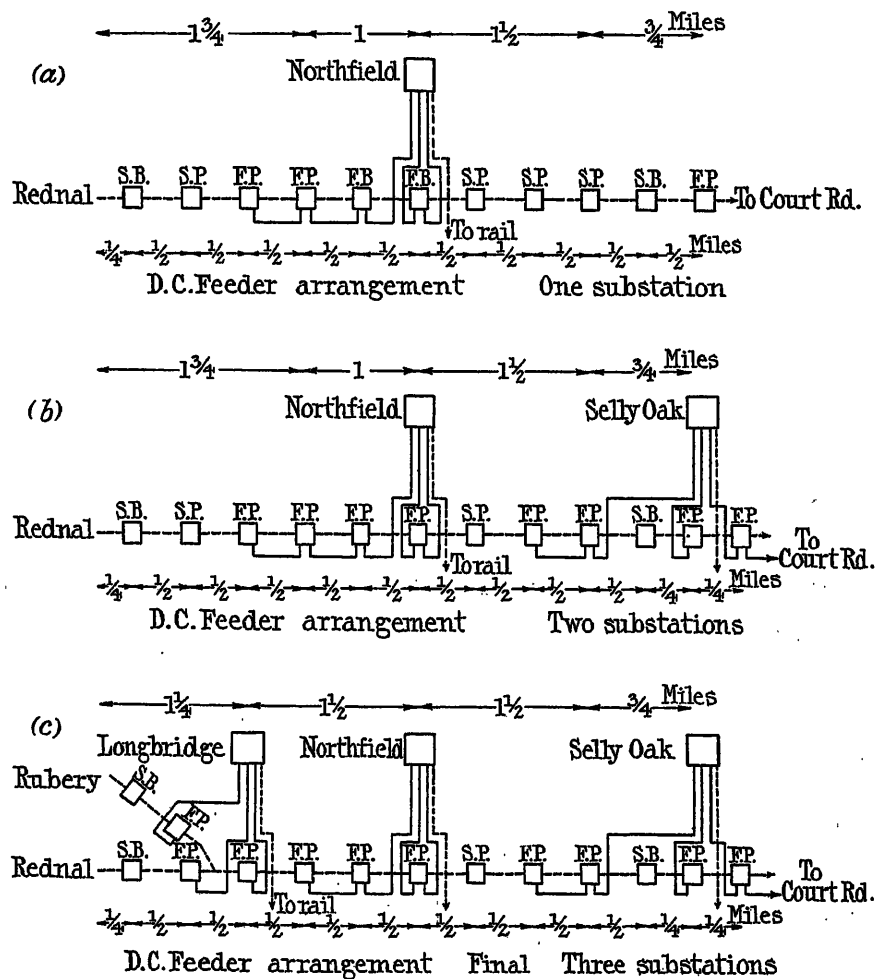 1¾ 1 1½ ¾ Miles
(a)
Northfield
S.B. S.P. F.P. F.P. F.B F.B. S.P. S.P. S.P. S.B. F.P.
Rednal To Court Rd.
To rail
¼ ½ ½ ½ ½ ½ ½ ½ ½ ½ ½ Miles
D.C. Feeder arrangement One substation
1¾ 1 1½ ¾ Miles
(b)
Northfield Selly Oak
S.B. S.P. F.P. F.P. F.P. F.P. S.P. F.P. F.P. S.B. F.P. F.P.
Rednal To
Court Rd.
To rail
¼ ½ ½ ½ ½ ½ ½ ½ ½ ½ ¼ ¼ Miles
D.C. Feeder arrangement Two substations
1¼ 1½ 1½ ¾ Miles
(c)
Longbridge Northfield Selly Oak
Rubery S.B.
F.P.
S.B. F.P. F.P. F.P. F.P. F.P. S.P. F.P. F.P. S.B. F.P. F.P.
Rednal To
Court Rd.
To rail
¼ ½ ½ ½ ½ ½ ½ ½ ½ ½ ¼ ¼ Miles
D.C. Feeder arrangement Final Three substations